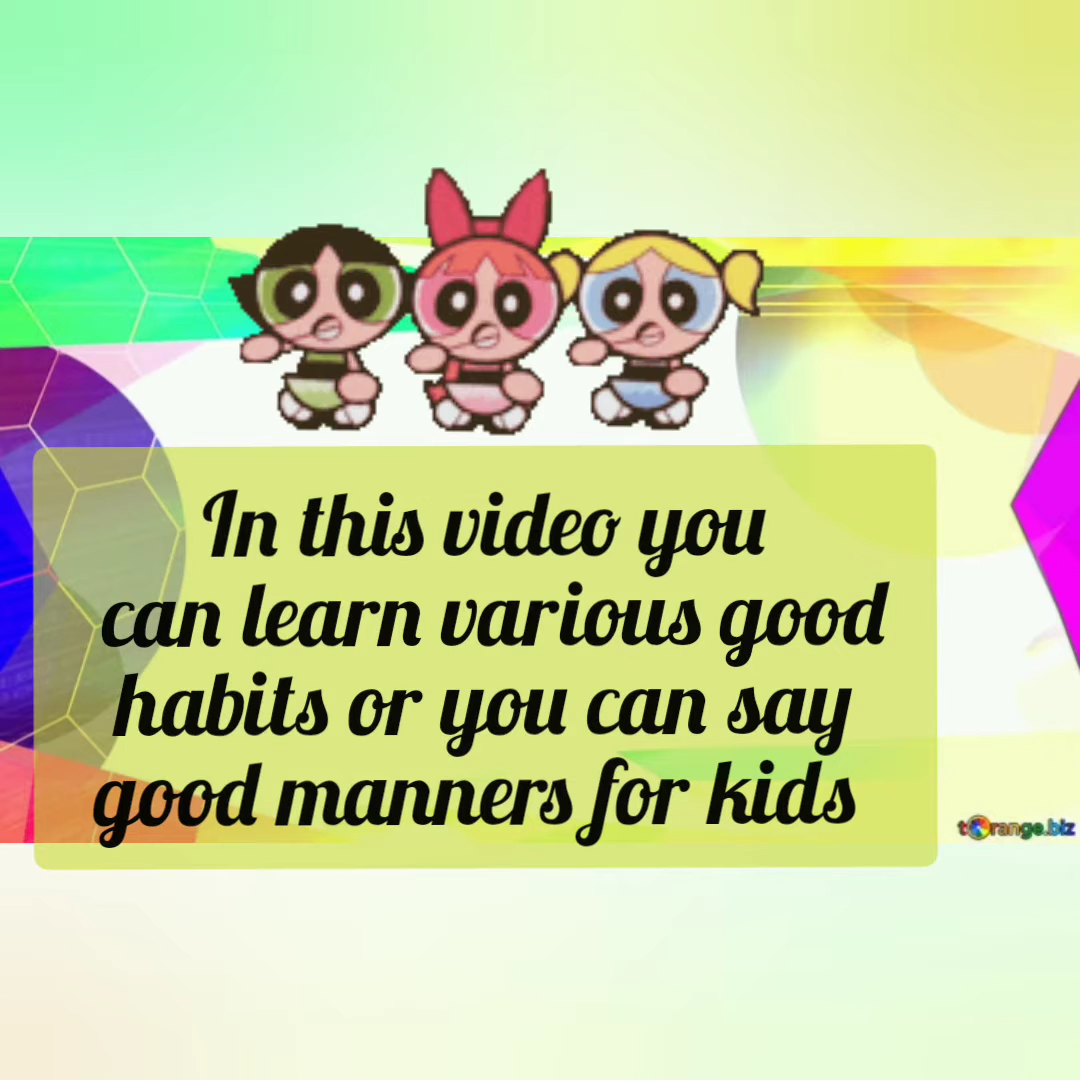 In this video you
can learn various good
habits or you can say
good manners for kids
tOrange.biz